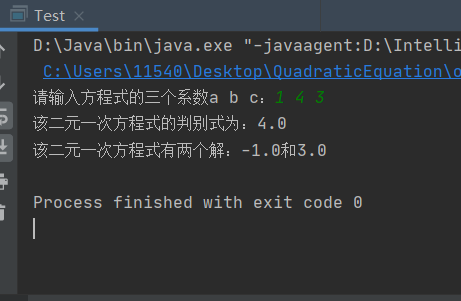 Test
D:\Java\bin\java.exe "-javaagent:D:\Intelli
C:\Users\11540\Desktop\QuadraticEquation\o
请输入方程式的三个系数a b c：1 4 3
该二元一次方程式的判别式为：4.0
该二元一次方程式有两个解：-1.0和3.0
Process finished with exit code 0